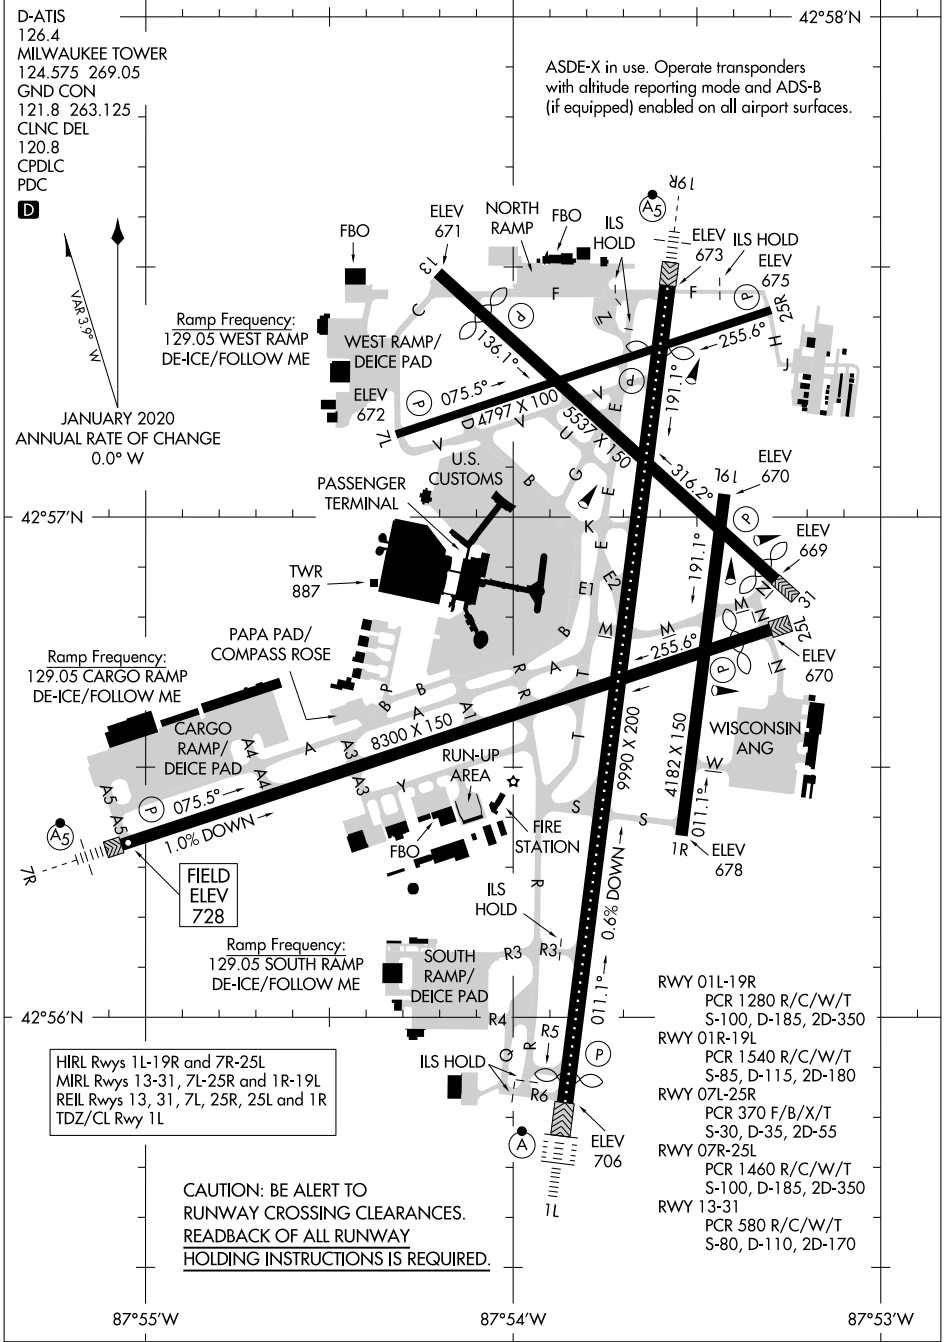 D-ATIS
126.4
MILWAUKEE TOWER
124.575 269.05
GND CON
121.8 263.125
CLNC DEL
120.8
CPDLC
PDC
D
42°58'N
ASDE-X in use. Operate transponders
with altitude reporting mode and ADS-B
(if equipped) enabled on all airport surfaces.
VAR 3.9° W
JANUARY 2020
ANNUAL RATE OF CHANGE
0.0° W
19R
A5
FBO
ELEV
671
NORTH
RAMP
FBO
ILS
HOLD
ELEV
673
ILS HOLD
ELEV
675
13
C
F
F
Z
P
P
25R
H
J
Ramp Frequency:
129.05 WEST RAMP
DE-ICE/FOLLOW ME
WEST RAMP/
DEICE PAD
136.1°
255.6°
191.1°
P
ELEV
672
P
075.5°
4797 X 100
5537 X 150
7L
V
D
V
V
E
U
G
B
E
U.S.
CUSTOMS
316.2°
19L
ELEV
670
PASSENGER
TERMINAL
42°57'N
K
E
P
ELEV
669
TWR
887
E1
E2
191.1°
N
31
M
N
25L
PAPA PAD/
COMPASS ROSE
B
M
M
255.6°
N
ELEV
670
P
Ramp Frequency:
129.05 CARGO RAMP
DE-ICE/FOLLOW ME
R
R
A
T
T
P
B
B
A
A1
8300 X 150
CARGO
RAMP/
DEICE PAD
A4
A4
A
A3
A3
Y
RUN-UP
AREA
9990 X 200
4182 X 150
WISCONSIN
ANG
W
A5
A5
P
075.5°
1.0% DOWN
A5
7R
S
S
011.1°
1R
ELEV
678
FBO
FIRE
STATION
FIELD
ELEV
728
ILS
HOLD
R
0.6% DOWN
Ramp Frequency:
129.05 SOUTH RAMP
DE-ICE/FOLLOW ME
SOUTH
RAMP/
DEICE PAD
R3
R3
011.1°
42°56'N
R4
R5
Q
R
P
ILS HOLD
R6
A
ELEV
706
1L
HIRL Rwys 1L-19R and 7R-25L
MIRL Rwys 13-31, 7L-25R and 1R-19L
REIL Rwys 13, 31, 7L, 25R, 25L and 1R
TDZ/CL Rwy 1L
RWY 01L-19R
PCR 1280 R/C/W/T
S-100, D-185, 2D-350
RWY 01R-19L
PCR 1540 R/C/W/T
S-85, D-115, 2D-180
RWY 07L-25R
PCR 370 F/B/X/T
S-30, D-35, 2D-55
RWY 07R-25L
PCR 1460 R/C/W/T
S-100, D-185, 2D-350
RWY 13-31
PCR 580 R/C/W/T
S-80, D-110, 2D-170
CAUTION: BE ALERT TO
RUNWAY CROSSING CLEARANCES.
READBACK OF ALL RUNWAY
HOLDING INSTRUCTIONS IS REQUIRED.
87°55'W
87°54'W
87°53'W